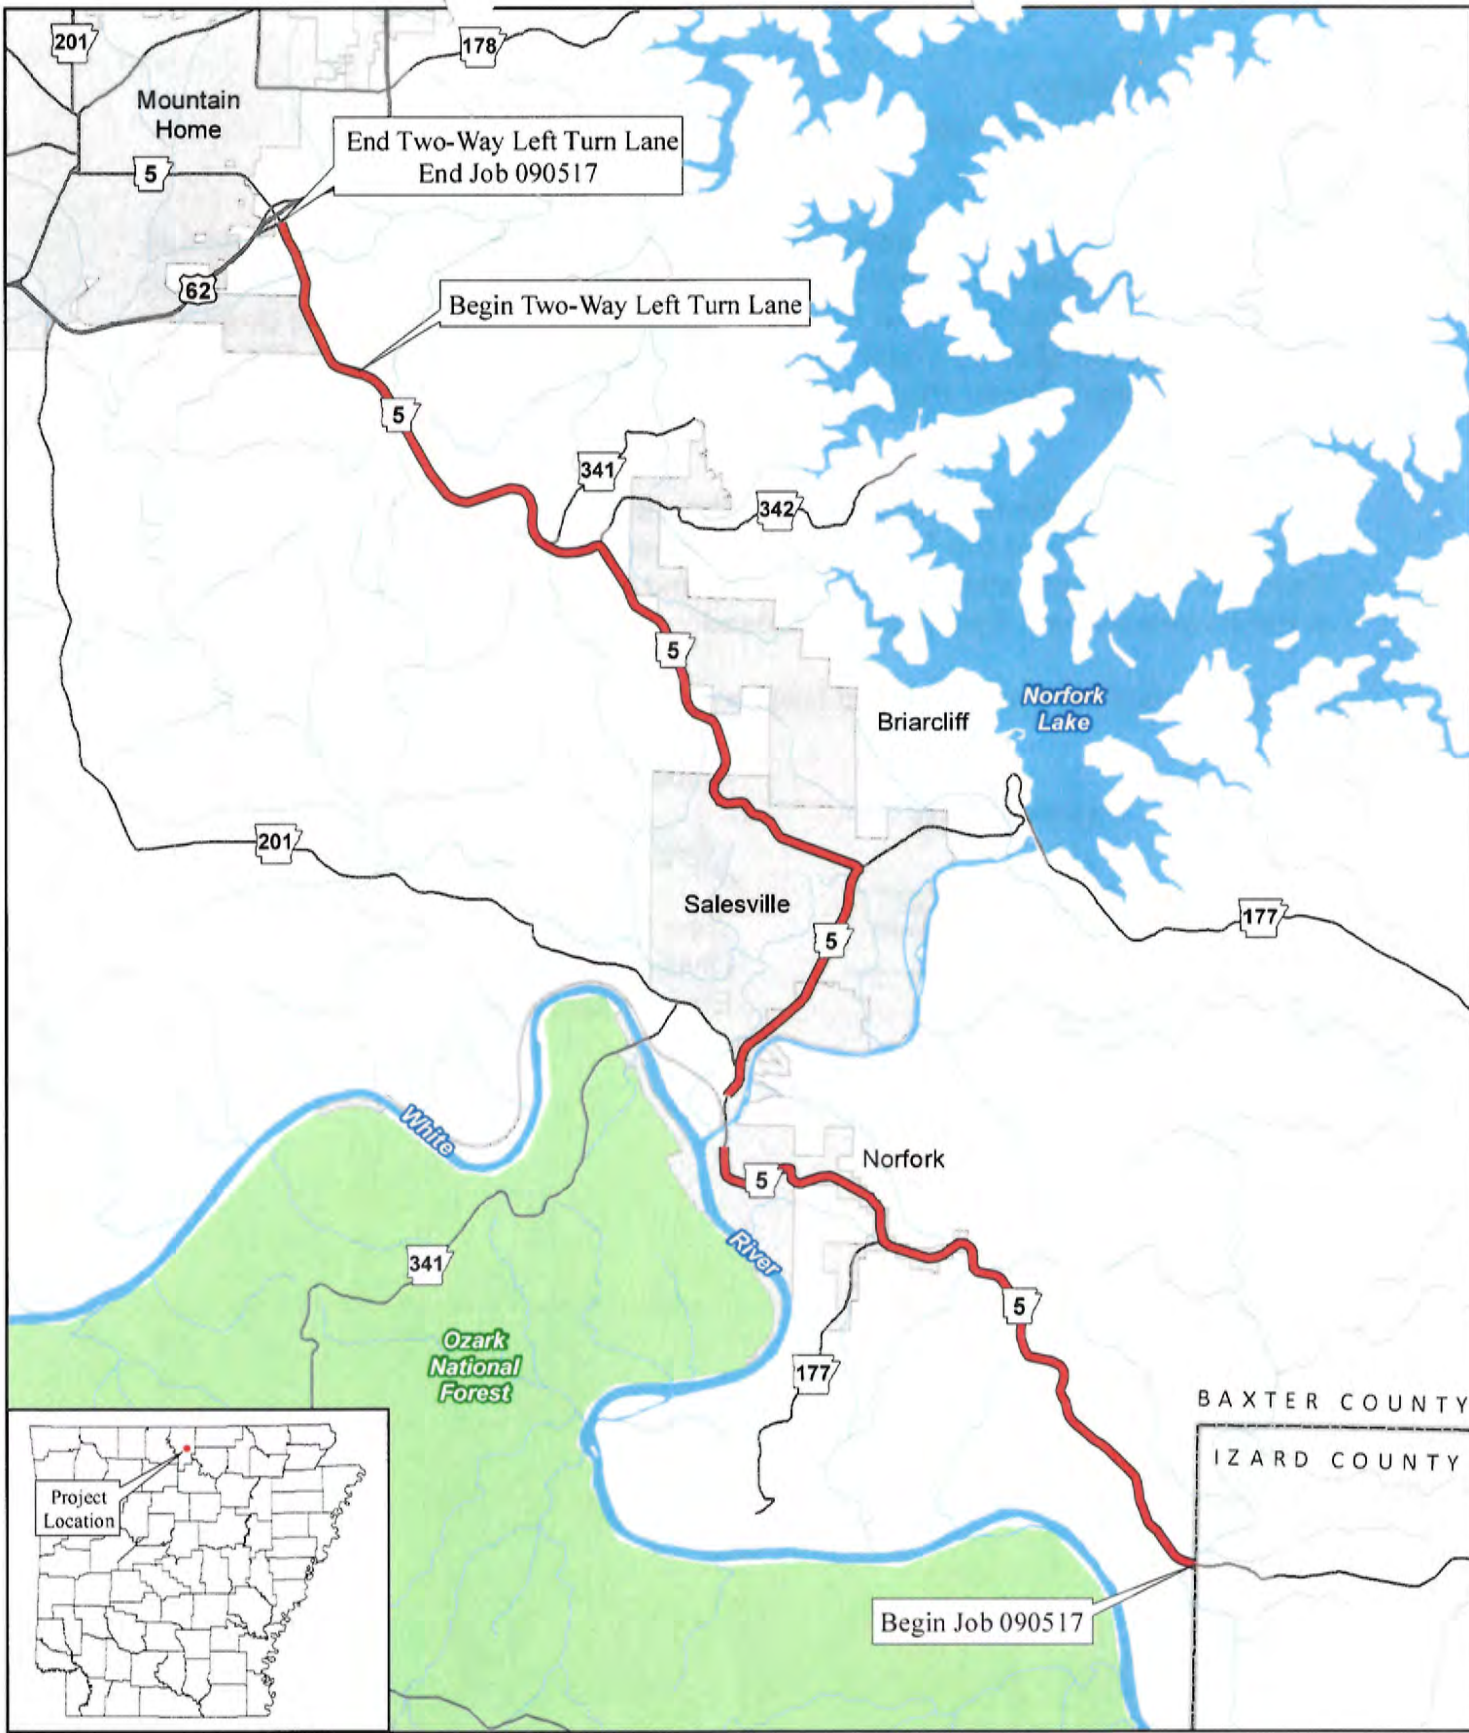 201
178
Mountain
Home
End Two-Way Left Turn Lane
End Job 090517
5
62
Begin Two-Way Left Turn Lane
5
341
342
5
Norfork
Lake
Briarcliff
201
Salesville
177
5
White
Norfork
5
River
341
5
Ozark
National
Forest
177
BAXTER COUNTY
IZARD COUNTY
Project
Location
Begin Job 090517